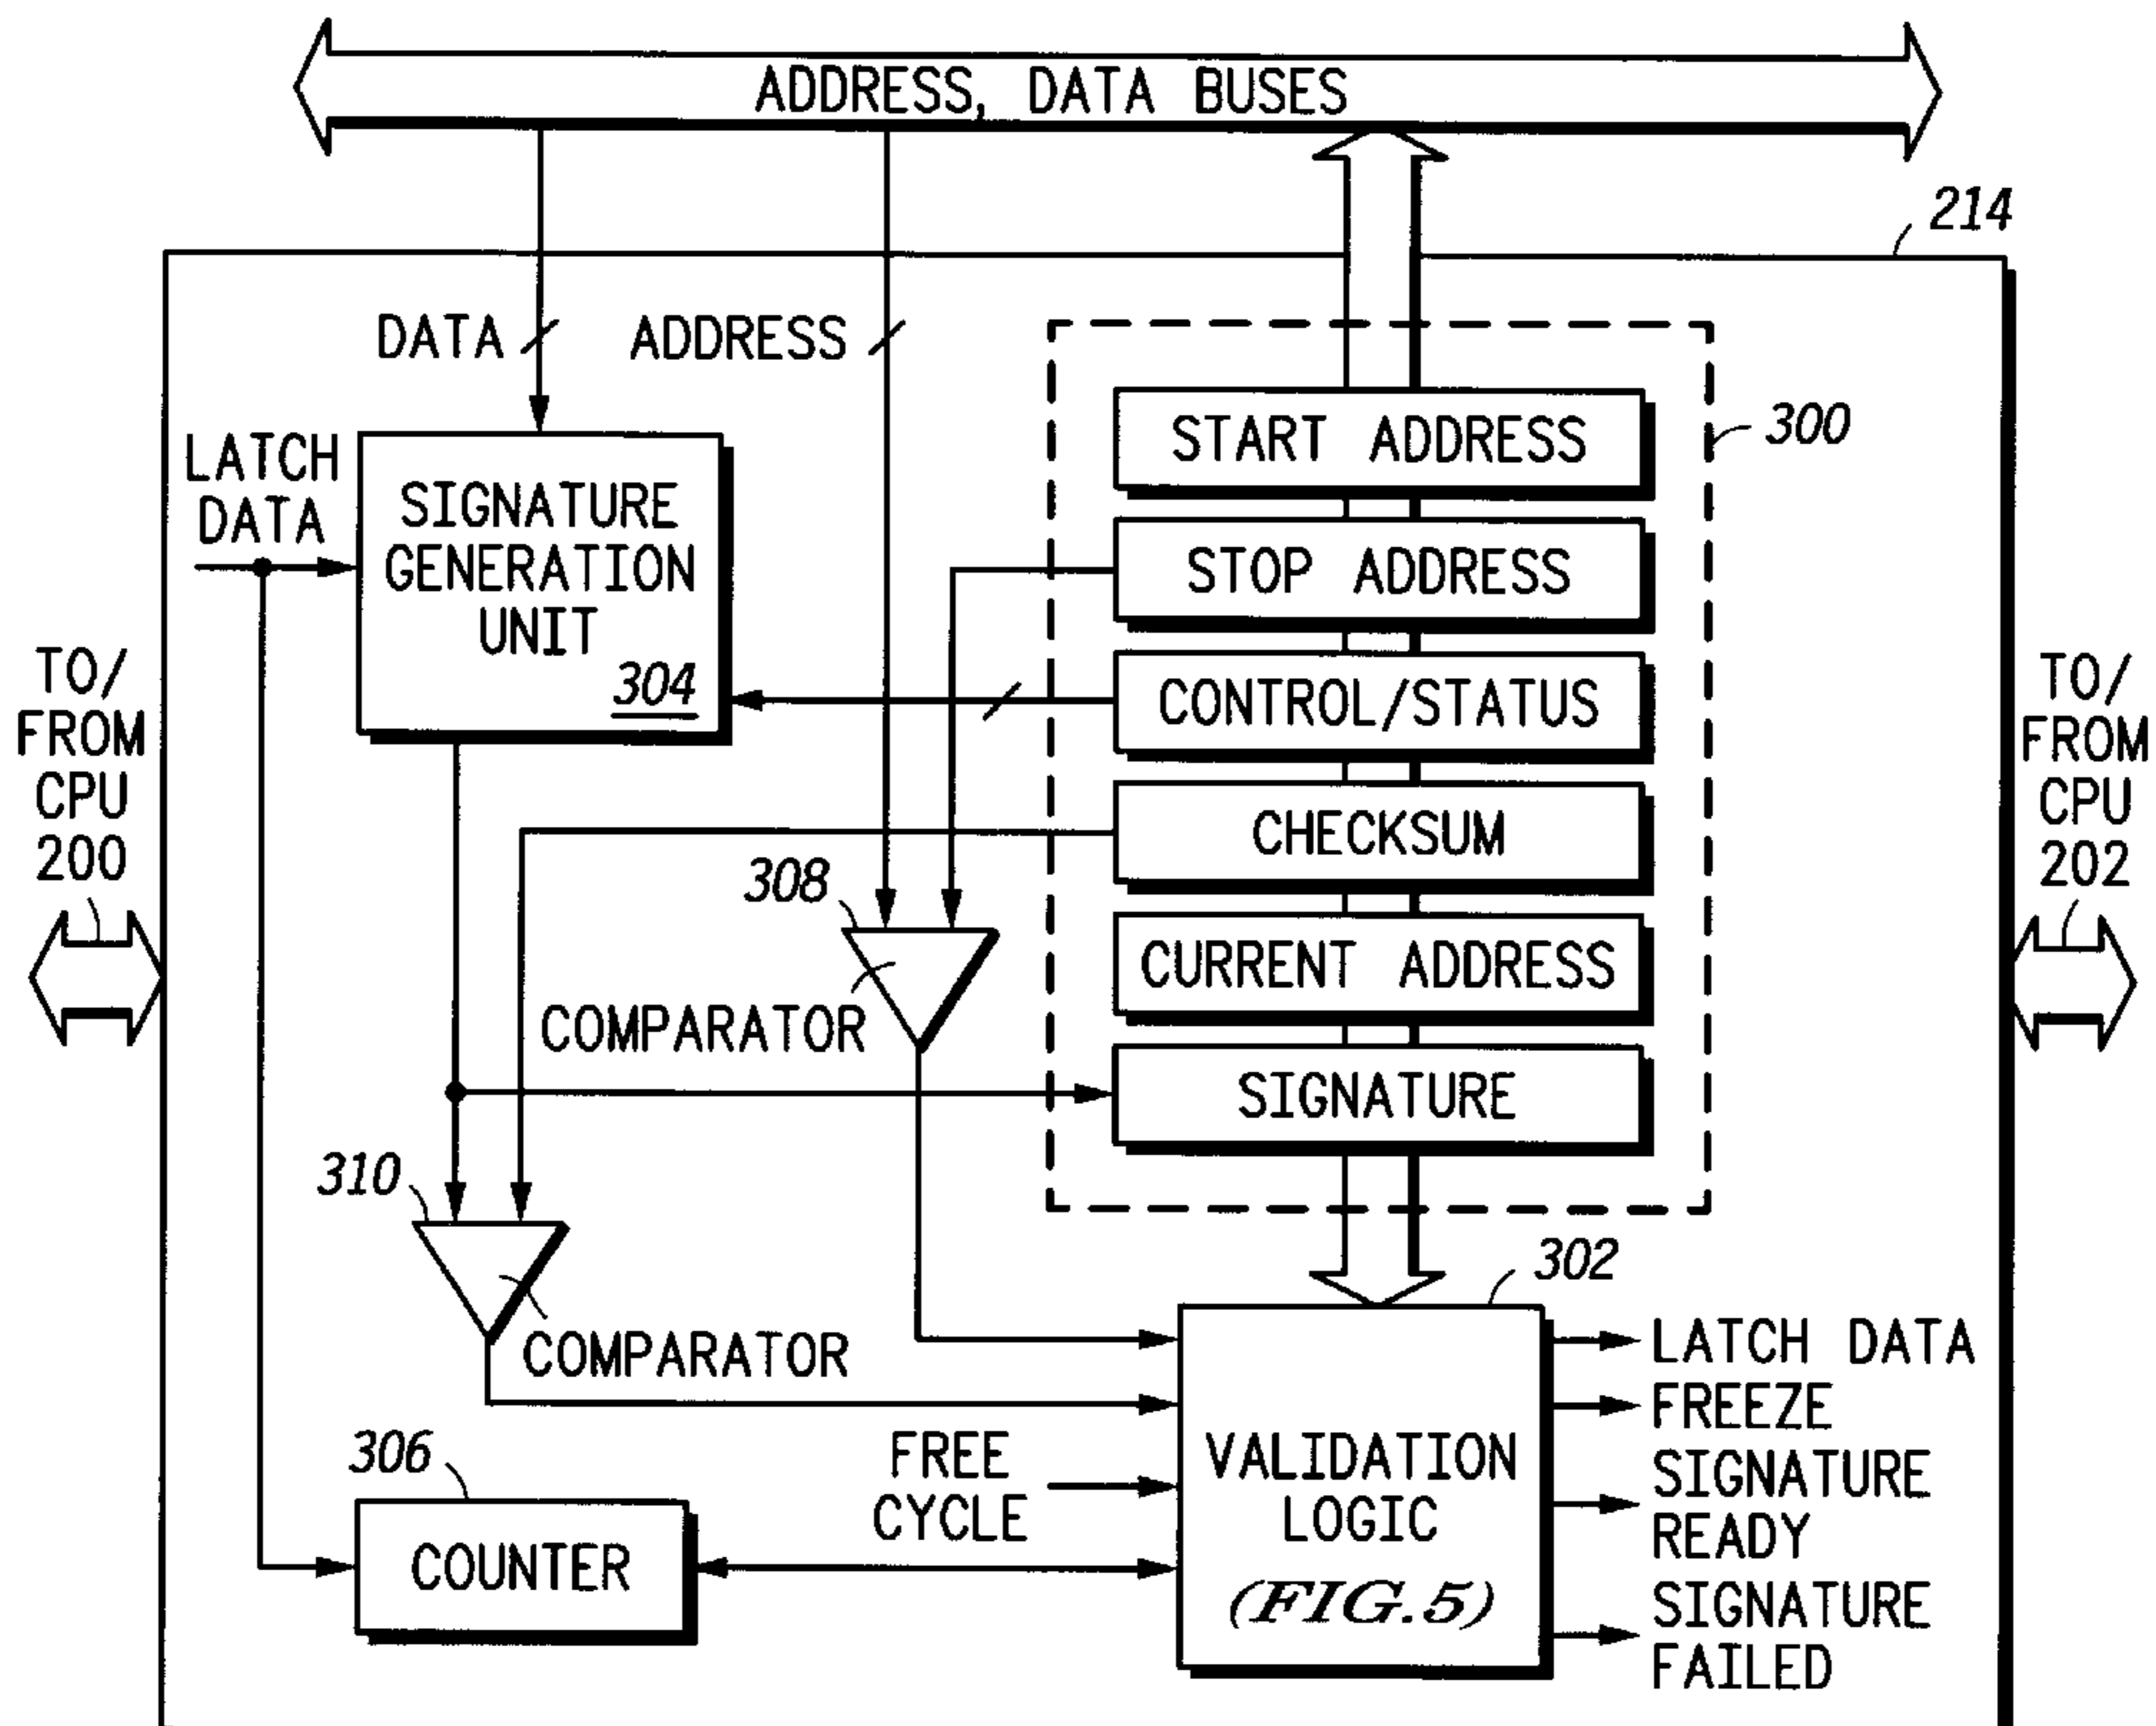 ADDRESS, DATA BUSES
214
DATA
ADDRESS
300
START ADDRESS
LATCH
DATA
SIGNATURE
GENERATION
UNIT
304
STOP ADDRESS
TO/
FROM
CPU
200
CONTROL/STATUS
TO/
FROM
CPU
202
CHECKSUM
308
CURRENT ADDRESS
COMPARATOR
SIGNATURE
310
302
COMPARATOR
LATCH DATA
FREEZE
306
FREE
CYCLE
VALIDATION
LOGIC
(FIG.5)
SIGNATURE
READY
COUNTER
SIGNATURE
FAILED